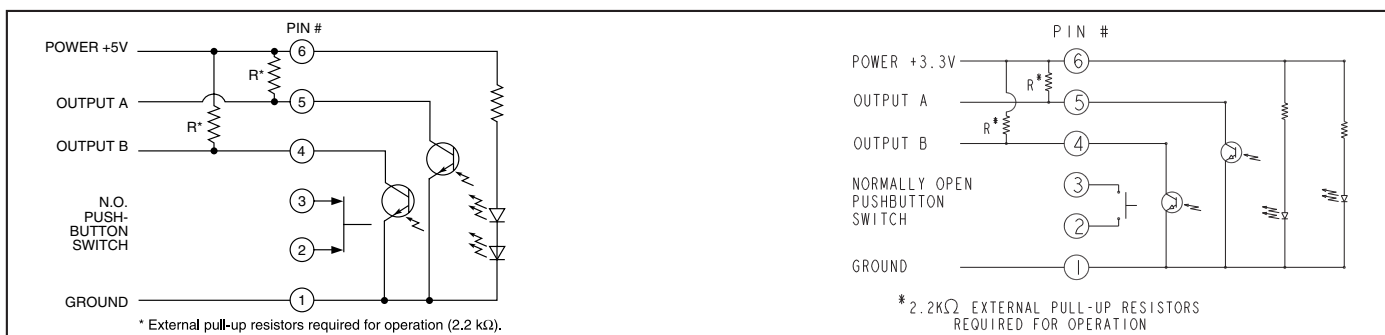 PIN #
POWER +5V
6
R*
OUTPUT A
5
R*
OUTPUT B
4
N.O.
PUSH-
BUTTON
SWITCH
3
2
GROUND
1
* External pull-up resistors required for operation (2.2 kΩ).
PIN #
POWER +3.3V
6
R*
OUTPUT A
5
R*
OUTPUT B
4
NORMALLY OPEN
PUSHBUTTON
SWITCH
3
2
GROUND
1
*2.2KΩ EXTERNAL PULL-UP RESISTORS
REQUIRED FOR OPERATION